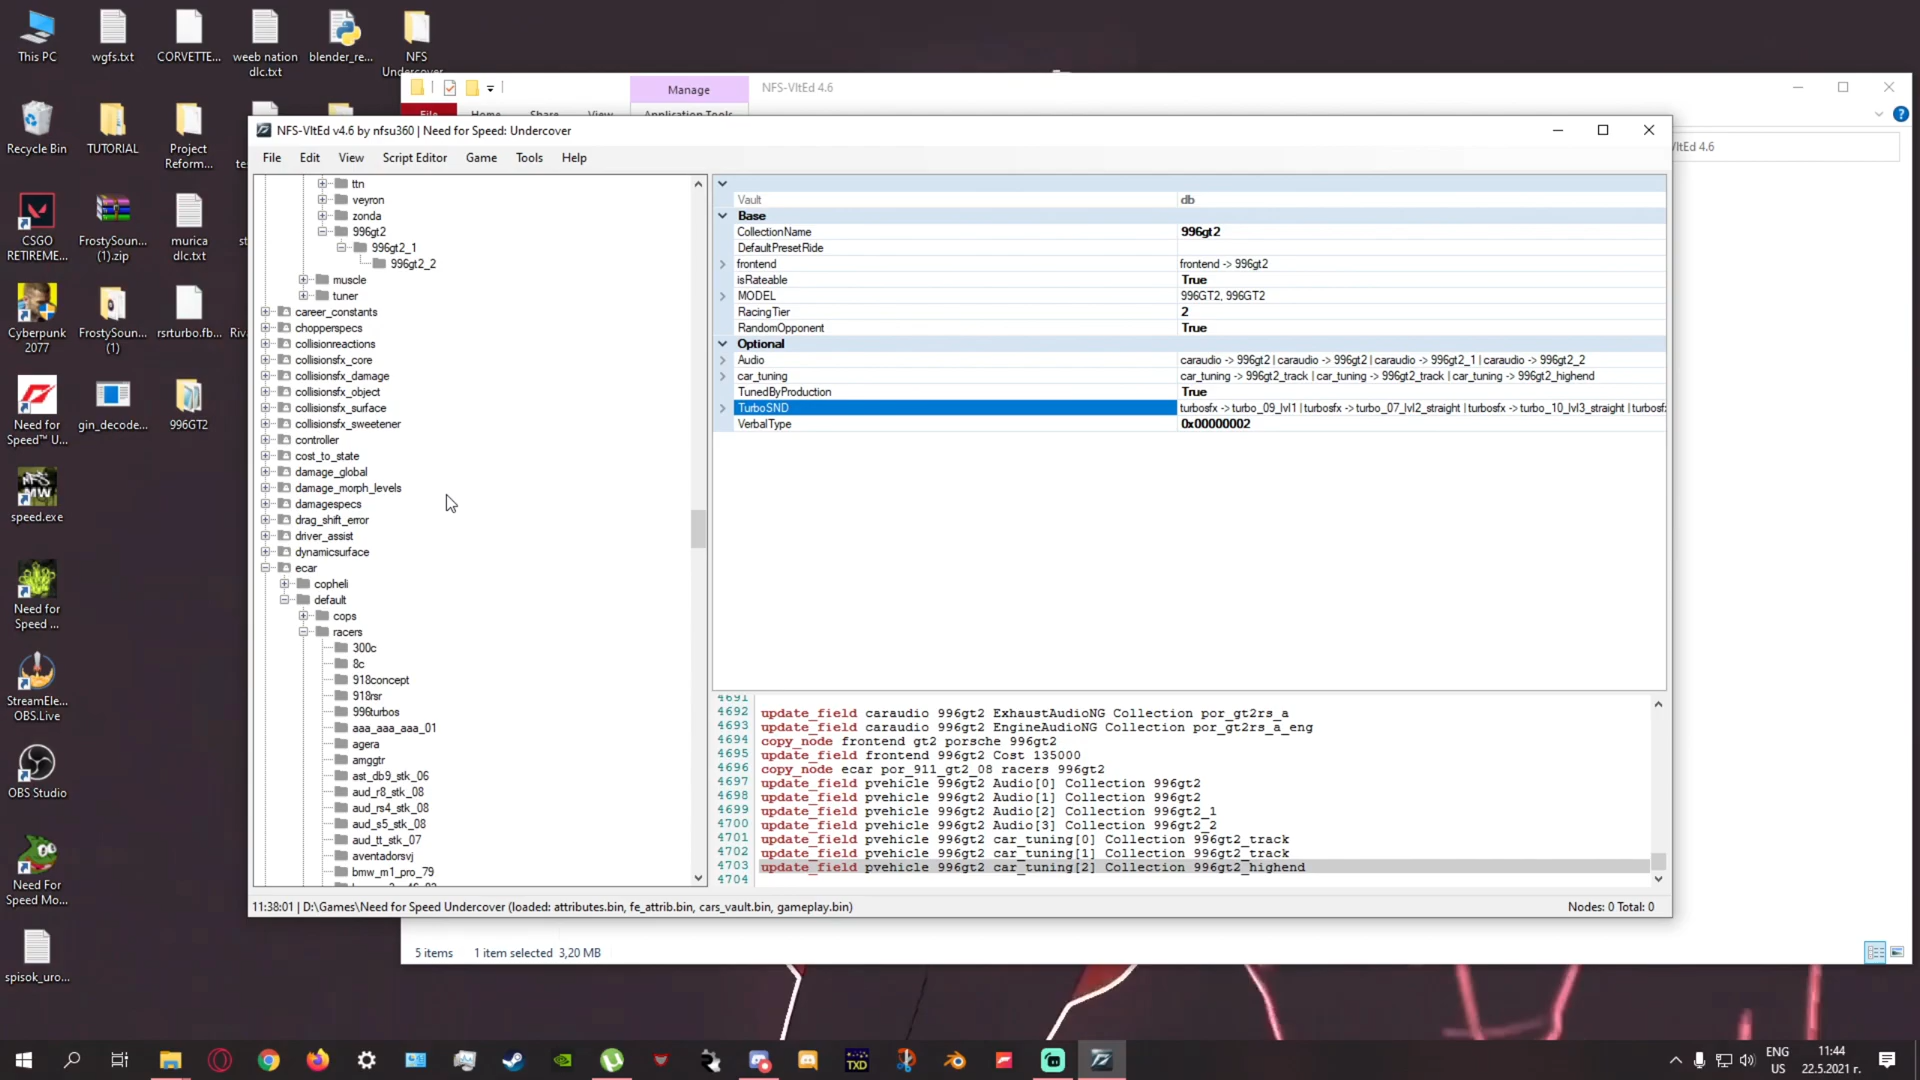 This PC
wgfs.txt
CORVETTE...
weeb nation
dlc.txt
blender_re...
NFS
Undercover
Recycle Bin
TUTORIAL
Project
Reform...
CSGO
RETIREME...
FrostySoun...
(1).zip
murica
dlc.txt
Cyberpunk
2077
FrostySoun...
(1)
rsrturbo.fb...
Need for
Speed™ U...
gin_decode...
996GT2
speed.exe
Need for
Speed ...
StreamEle...
OBS.Live
OBS Studio
Need For
Speed Mo...
spisok_uro...
Manage
NFS-VltEd 4.6
File
Home
Share
View
Application Tools
NFS-VltEd v4.6 by nfsu360 | Need for Speed: Undercover
File Edit View Script Editor Game Tools Help
ttn
veyron
zonda
996gt2
996gt2_1
996gt2_2
muscle
tuner
career_constants
chopperspecs
collisionreactions
collisionsfx_core
collisionsfx_damage
collisionsfx_object
collisionsfx_surface
collisionsfx_sweetener
controller
cost_to_state
damage_global
damage_morph_levels
damagespecs
drag_shift_error
driver_assist
dynamicsurface
ecar
copheli
default
cops
racers
300c
8c
918concept
918rsr
996turbos
aaa_aaa_aaa_01
agera
amggtr
ast_db9_stk_06
aud_r8_stk_08
aud_rs4_stk_08
aud_s5_stk_08
aud_tt_stk_07
aventadorsvj
bmw_m1_pro_79
Vault db
Base
CollectionName 996gt2
DefaultPresetRide
frontend frontend -> 996gt2
isRateable True
MODEL 996GT2, 996GT2
RacingTier 2
RandomOpponent True
Optional
Audio caraudio -> 996gt2 | caraudio -> 996gt2 | caraudio -> 996gt2_1 | caraudio -> 996gt2_2
car_tuning car_tuning -> 996gt2_track | car_tuning -> 996gt2_track | car_tuning -> 996gt2_highend
TunedByProduction True
TurboSND turbosfx -> turbo_09_lvl1 | turbosfx -> turbo_07_lvl2_straight | turbosfx -> turbo_10_lvl3_straight | turbosf
VerbalType 0x00000002
4691
4692 update_field caraudio 996gt2 ExhaustAudioNG Collection por_gt2rs_a
4693 update_field caraudio 996gt2 EngineAudioNG Collection por_gt2rs_a_eng
4694 copy_node frontend gt2 porsche 996gt2
4695 update_field frontend 996gt2 Cost 135000
4696 copy_node ecar por_911_gt2_08 racers 996gt2
4697 update_field pvehicle 996gt2 Audio[0] Collection 996gt2
4698 update_field pvehicle 996gt2 Audio[1] Collection 996gt2
4699 update_field pvehicle 996gt2 Audio[2] Collection 996gt2_1
4700 update_field pvehicle 996gt2 Audio[3] Collection 996gt2_2
4701 update_field pvehicle 996gt2 car_tuning[0] Collection 996gt2_track
4702 update_field pvehicle 996gt2 car_tuning[1] Collection 996gt2_track
4703 update_field pvehicle 996gt2 car_tuning[2] Collection 996gt2_highend
4704
11:38:01 | D:\Games\Need for Speed Undercover (loaded: attributes.bin, fe_attrib.bin, cars_vault.bin, gameplay.bin)
Nodes: 0 Total: 0
ltEd 4.6
5 items 1 item selected 3,20 MB
TXD
ENG
US
11:44
22.5.2021 г.